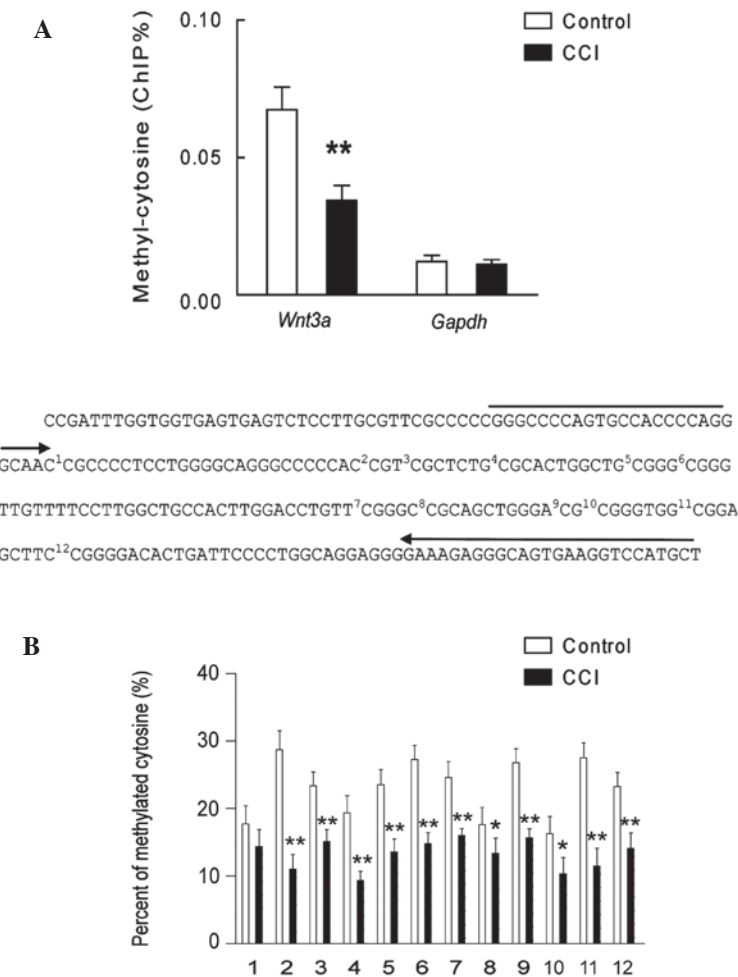 A
Methyl-cytosine (ChIP%)
0.10
0.05
0.00
Control
CCI
**
Wnt3a
Gapdh
CCGATTTGGTGGTGAGTGAGTCTCCTTGCGTTCGCCCCCGGGCCCCAGTGCCACCCCAGG
GCAAC¹CGCCCCTCCTGGGGCAGGGCCCCCAC²CGT³CGCTCTG⁴CGCACTGGCTG⁵CGGG⁶CGGG
TTGTTTTCCTTGGCTGCCACTTGGACCTGTT⁷CGGGC⁸CGCAGCTGGGA⁹CG¹⁰CGGGTGG¹¹CGGA
GCTTC¹²CGGGGACACTGATTCCCCTGGCAGGAGGGGAAAGAGGGCAGTGAAGGTCCATGCT
B
Percent of methylated cytosine (%)
40
30
20
10
0
Control
CCI
** ** ** ** ** ** * ** * ** **
1 2 3 4 5 6 7 8 9 10 11 12